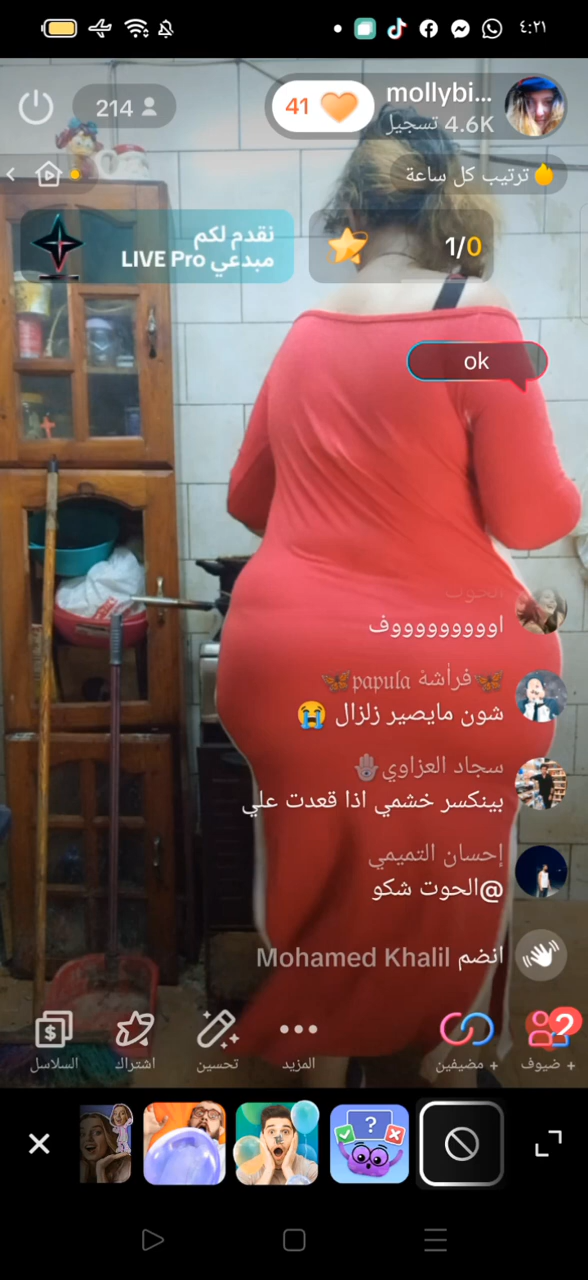 ٤:٢١
214
41
mollybi...
4.6K تسجيل
ترتيب كل ساعة
نقدم لكم
مبدعي LIVE Pro
1/0
ok
الحوت
اوووووووووف
فراشة papula
شون مايصير زلزال 😭
سجاد العزاوي
بينكسر خشمي اذا قعدت علي
إحسان التميمي
@الحوت شكو
Mohamed Khalil انضم
+ ضيوف
+ مضيفين
المزيد
تحسين
اشتراك
السلاسل